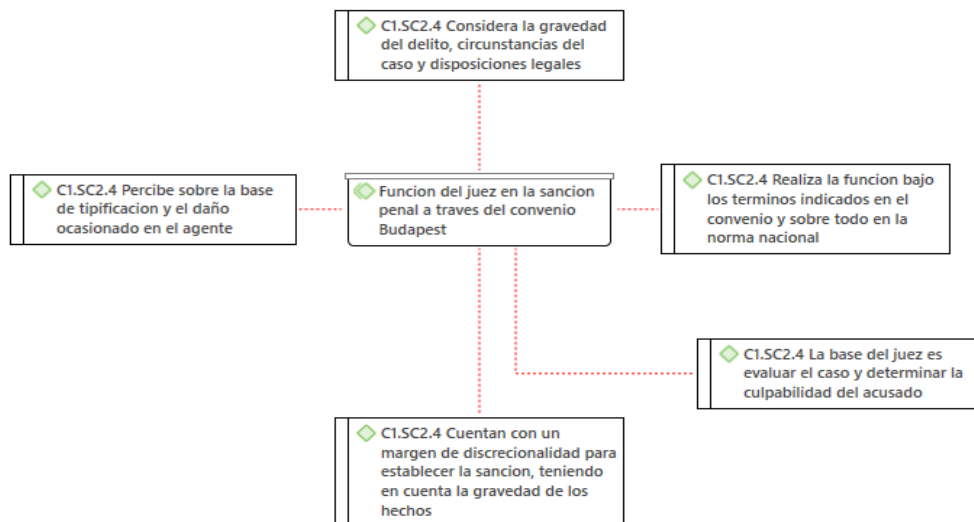 C1.SC2.4 Considera la gravedad
del delito, circunstancias del
caso y disposiciones legales
C1.SC2.4 Percibe sobre la base
de tipificacion y el daño
ocasionado en el agente
Funcion del juez en la sancion
penal a traves del convenio
Budapest
C1.SC2.4 Realiza la funcion bajo
los terminos indicados en el
convenio y sobre todo en la
norma nacional
C1.SC2.4 La base del juez es
evaluar el caso y determinar la
culpabilidad del acusado
C1.SC2.4 Cuentan con un
margen de discrecionalidad para
establecer la sancion, teniendo
en cuenta la gravedad de los
hechos